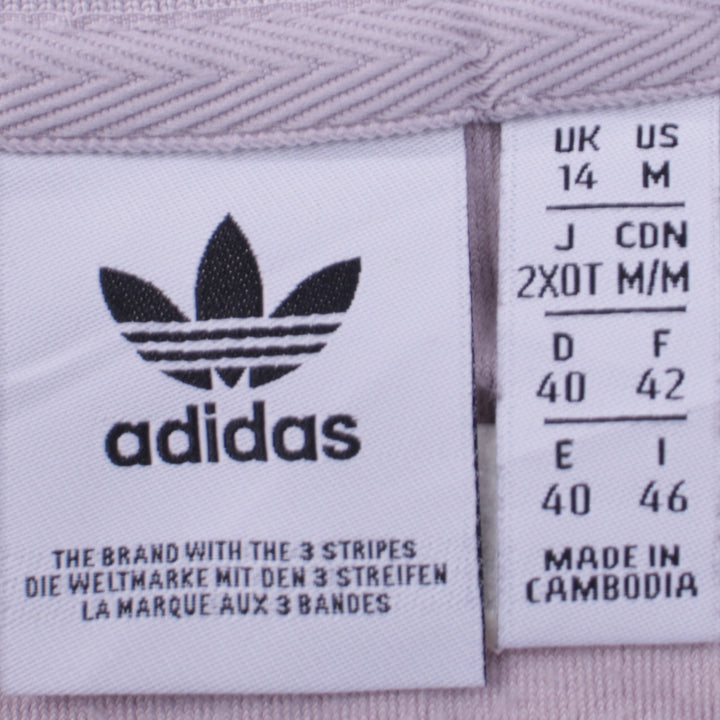 adidas
THE BRAND WITH THE 3 STRIPES
DIE WELTMARKE MIT DEN 3 STREIFEN
LA MARQUE AUX 3 BANDES
UK US
14 M
J CDN
2XOT M/M
D F
40 42
E I
40 46
MADE IN
CAMBODIA